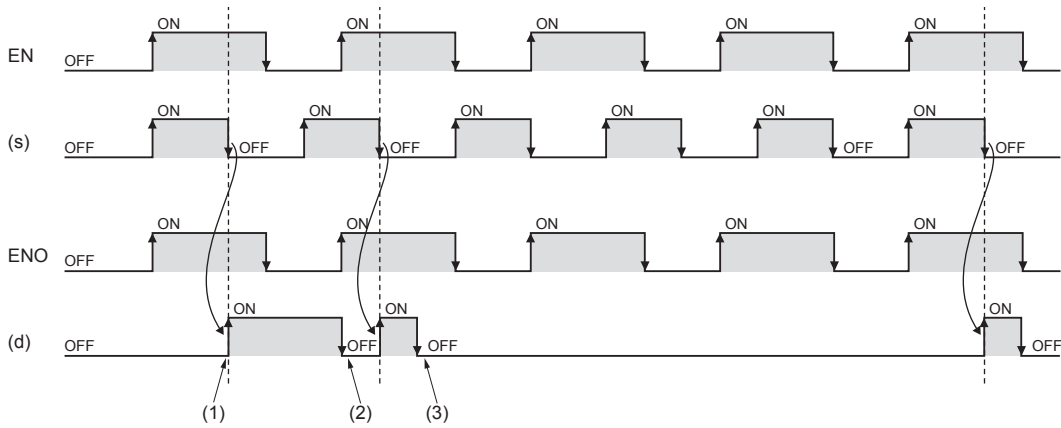 ON ON ON ON ON
EN OFF
ON ON ON ON ON ON
(s) OFF OFF OFF OFF OFF
ON ON ON ON ON
ENO OFF
ON ON ON
(d) OFF OFF OFF OFF
(1) (2) (3)